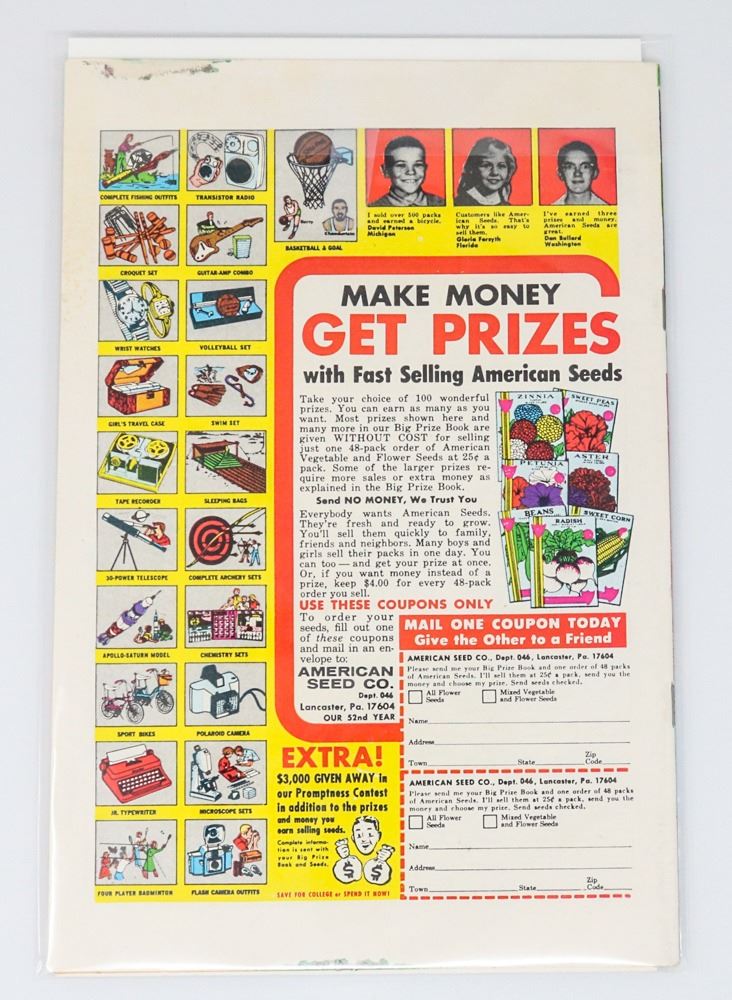 COMPLETE FISHING OUTFITS
TRANSISTOR RADIO
BASKETBALL & GOAL
CROQUET SET
GUITAR-AMP COMBO
WRIST WATCHES
VOLLEYBALL SET
GIRL'S TRAVEL CASE
SWIM SET
TAPE RECORDER
SLEEPING BAGS
30-POWER TELESCOPE
COMPLETE ARCHERY SETS
APOLLO-SATURN MODEL
CHEMISTRY SETS
SPORT BIKES
POLAROID CAMERA
JR. TYPEWRITER
MICROSCOPE SETS
FOUR PLAYER BADMINTON
FLASH CAMERA OUTFITS
I sold over 500 packs
and earned a bicycle.
David Peterson
Michigan
Customers like Amer-
ican Seeds. That's
why it's so easy to
sell them.
Gloria Forsyth
Florida
I've earned three
prizes and money.
American Seeds are
great.
Dan Bullard
Washington
MAKE MONEY
GET PRIZES
with Fast Selling American Seeds
Take your choice of 100 wonderful
prizes. You can earn as many as you
want. Most prizes shown here and
many more in our Big Prize Book are
given WITHOUT COST for selling
just one 48-pack order of American
Vegetable and Flower Seeds at 25¢ a
pack. Some of the larger prizes re-
quire more sales or extra money as
explained in the Big Prize Book.
Send NO MONEY, We Trust You
Everybody wants American Seeds.
They're fresh and ready to grow.
You'll sell them quickly to family,
friends and neighbors. Many boys and
girls sell their packs in one day. You
can too — and get your prize at once.
Or, if you want money instead of a
prize, keep $4.00 for every 48-pack
order you sell.
USE THESE COUPONS ONLY
To order your
seeds, fill out one
of these coupons
and mail in an en-
velope to:
AMERICAN
SEED CO.
Dept. 046
Lancaster, Pa. 17604
OUR 52nd YEAR
ZINNIA
SWEET PEAS
PETUNIA
ASTER
BEANS
RADISH
SWEET CORN
MAIL ONE COUPON TODAY
Give the Other to a Friend
AMERICAN SEED CO., Dept. 046, Lancaster, Pa. 17604
Please send me your Big Prize Book and one order of 48 packs
of American Seeds. I'll sell them at 25¢ a pack, send you the
money and choose my prize. Send seeds checked.
All Flower Seeds
Mixed Vegetable and Flower Seeds
Name
Address
Town State Zip Code
AMERICAN SEED CO., Dept. 046, Lancaster, Pa. 17604
Please send me your Big Prize Book and one order of 48 packs
of American Seeds. I'll sell them at 25¢ a pack, send you the
money and choose my prize. Send seeds checked.
All Flower Seeds
Mixed Vegetable and Flower Seeds
Name
Address
Town State Zip Code
EXTRA!
$3,000 GIVEN AWAY in
our Promptness Contest
in addition to the prizes
and money you
earn selling seeds.
Complete informa-
tion is sent with
your Big Prize
Book and Seeds.
$ $
SAVE FOR COLLEGE or SPEND IT NOW!